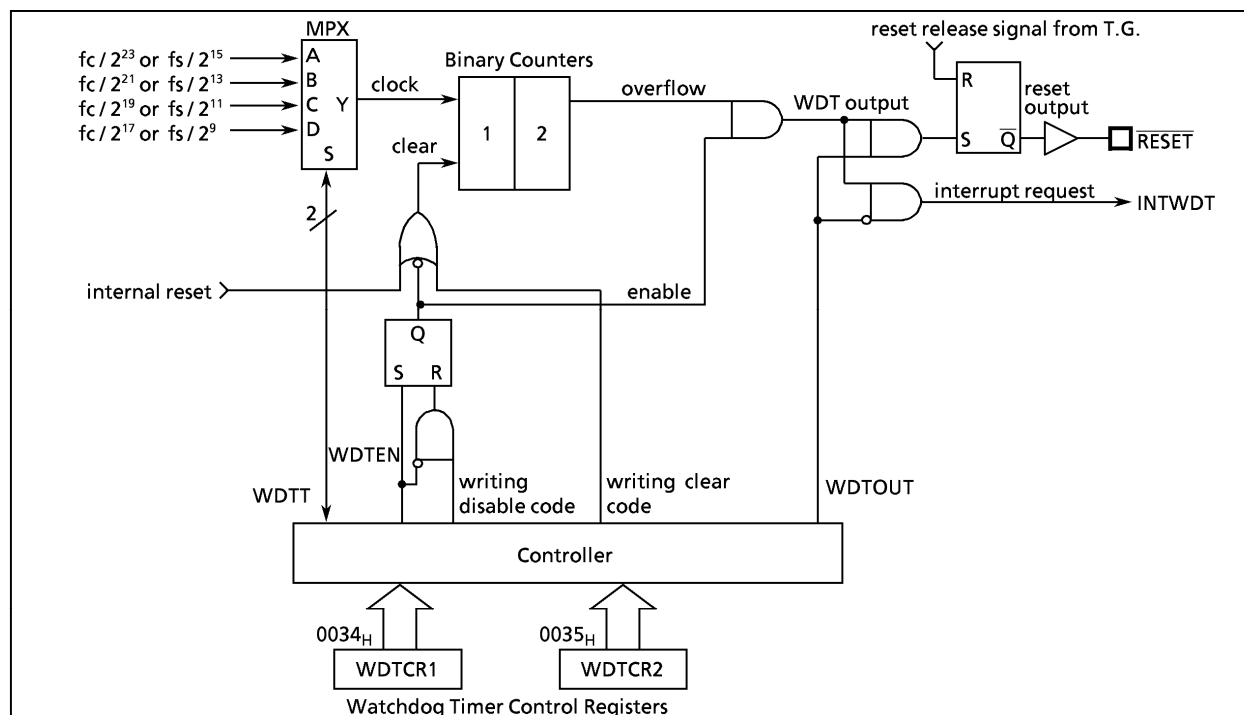 MPX
reset release signal from T.G.
fc / 2²³ or fs / 2¹⁵
fc / 2²¹ or fs / 2¹³
fc / 2¹⁹ or fs / 2¹¹
fc / 2¹⁷ or fs / 2⁹
A
B
C
D
Y
S
clock
Binary Counters
1
2
overflow
clear
WDT output
R
S
Q̅
reset
output
R̅E̅S̅E̅T̅
interrupt request
INTWDT
2
internal reset
enable
Q
S
R
WDTEN
WDTT
writing
disable code
writing clear
code
WDTOUT
Controller
0034H
0035H
WDTCR1
WDTCR2
Watchdog Timer Control Registers